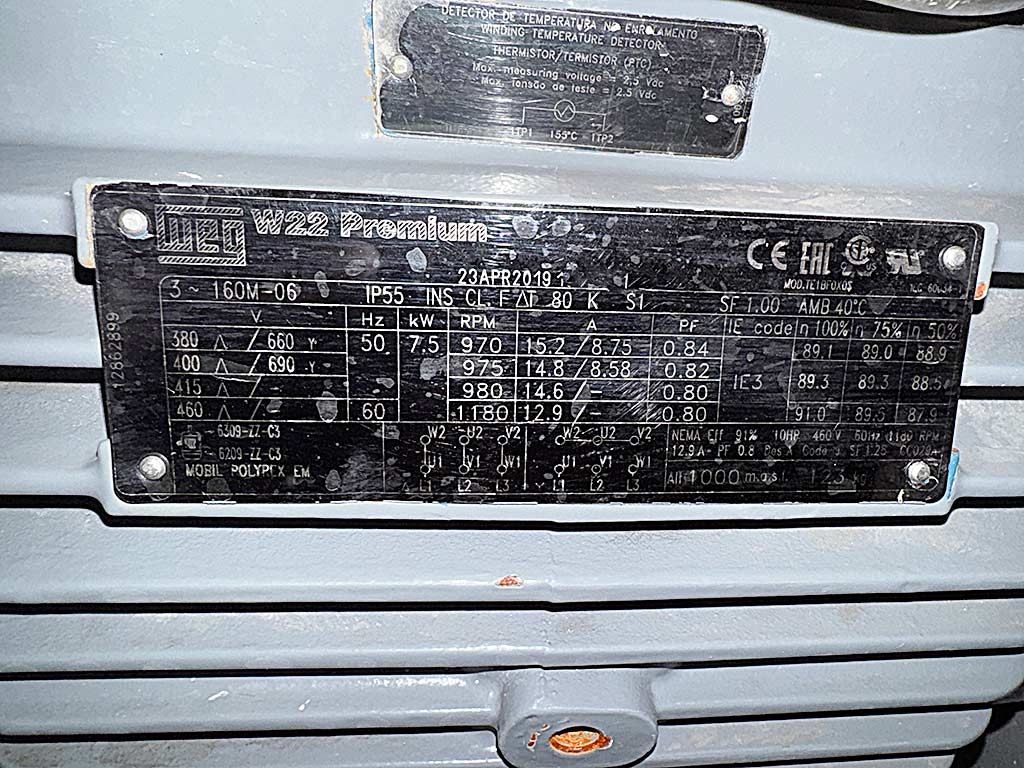 DETECTOR DE TEMPERATURA NO ENROLAMENTO
WINDING TEMPERATURE DETECTOR
THERMISTOR/TERMISTOR (PTC)
Max. measuring voltage = 2,5 Vdc
Max. Tensão de teste = 2.5 Vdc
1TP1 155°C 1TP2
WEG W22 Premium
CE EAC
23APR2019
MOD.TE1BF0X0$
3~ 160M-06 IP55 INS CL. F ΔT 80 K S1 SF 1.00 AMB 40°C
V Hz kW RPM A PF IE code η 100% η 75% η 50%
380 △ / 660 Y 50 7.5 970 15.2 / 8.75 0.84 89.1 89.0 88.9
400 △ / 690 Y 975 14.8 / 8.58 0.82 IE3 89.3 89.3 88.5
415 △ / - 980 14.6 / - 0.80
460 △ / - 60 1180 12.9 / - 0.80 91.0 89.5 87.9
12862899
6309-ZZ-C3
6209-ZZ-C3
MOBIL POLYREX EM
W2 U2 V2 W2 U2 V2
U1 V1 W1 U1 V1 W1
△ L1 L2 L3 Y L1 L2 L3
NEMA Eff 91% 10HP 460 V 60Hz 1180 RPM
12.9 A- PF 0.8 Des
Alt 1000 m.a.s.l. 123 kg